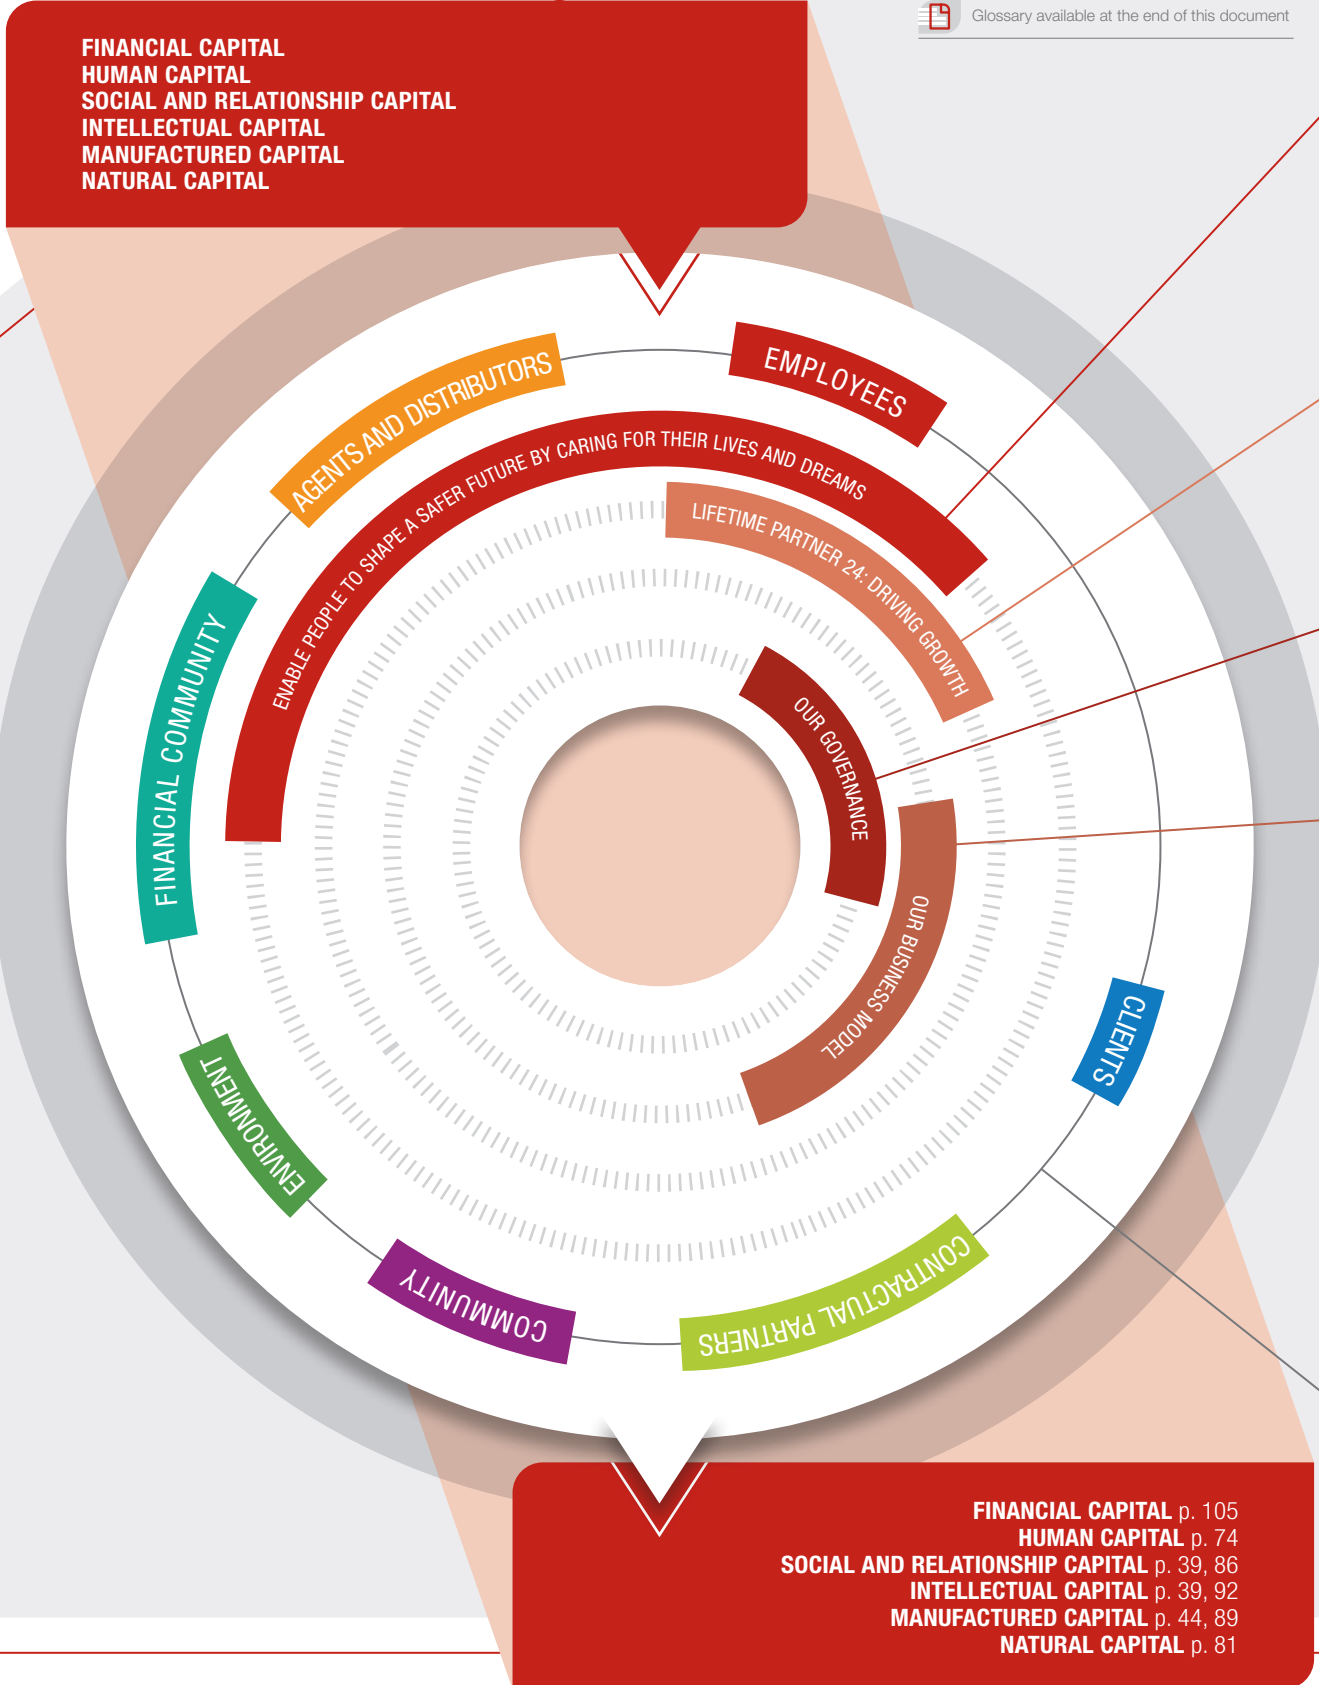 Glossary available at the end of this document
FINANCIAL CAPITAL
HUMAN CAPITAL
SOCIAL AND RELATIONSHIP CAPITAL
INTELLECTUAL CAPITAL
MANUFACTURED CAPITAL
NATURAL CAPITAL
AGENTS AND DISTRIBUTORS
EMPLOYEES
ENABLE PEOPLE TO SHAPE A SAFER FUTURE BY CARING FOR THEIR LIVES AND DREAMS
LIFETIME PARTNER 24: DRIVING GROWTH
FINANCIAL COMMUNITY
OUR GOVERNANCE
OUR BUSINESS MODEL
CLIENTS
ENVIRONMENT
COMMUNITY
CONTRACTUAL PARTNERS
FINANCIAL CAPITAL p. 105
HUMAN CAPITAL p. 74
SOCIAL AND RELATIONSHIP CAPITAL p. 39, 86
INTELLECTUAL CAPITAL p. 39, 92
MANUFACTURED CAPITAL p. 44, 89
NATURAL CAPITAL p. 81